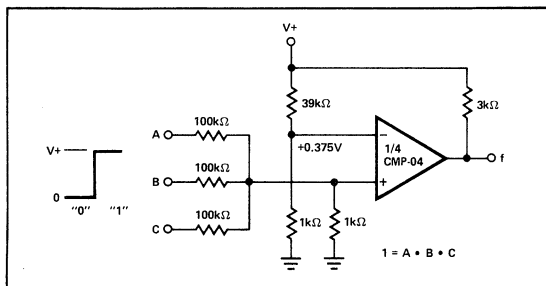 V+
39kΩ
3kΩ
100kΩ
A
V+
+0.375V
−
1/4
CMP-04
f
100kΩ
B
+
0
"0" "1"
100kΩ
C
1kΩ
1kΩ
1 = A • B • C